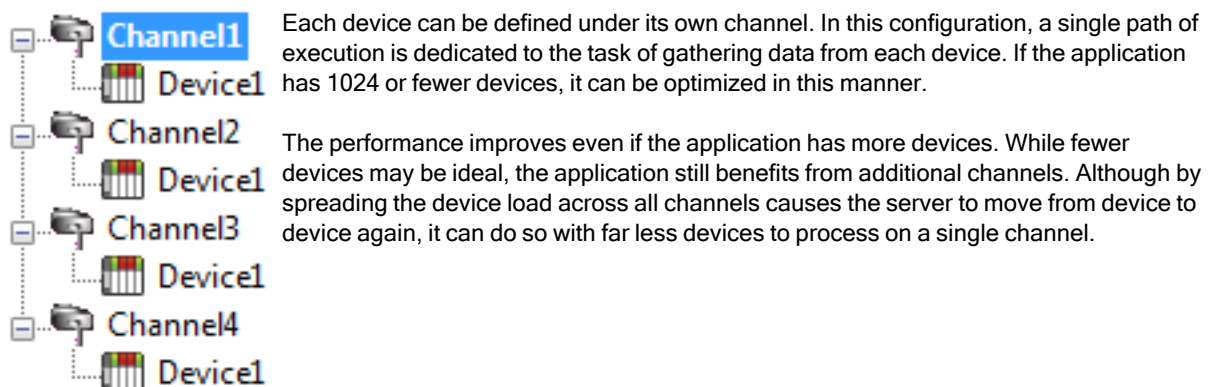 Channel1
Device1
Channel2
Device1
Channel3
Device1
Channel4
Device1
Each device can be defined under its own channel. In this configuration, a single path of
execution is dedicated to the task of gathering data from each device. If the application
has 1024 or fewer devices, it can be optimized in this manner.
The performance improves even if the application has more devices. While fewer
devices may be ideal, the application still benefits from additional channels. Although by
spreading the device load across all channels causes the server to move from device to
device again, it can do so with far less devices to process on a single channel.